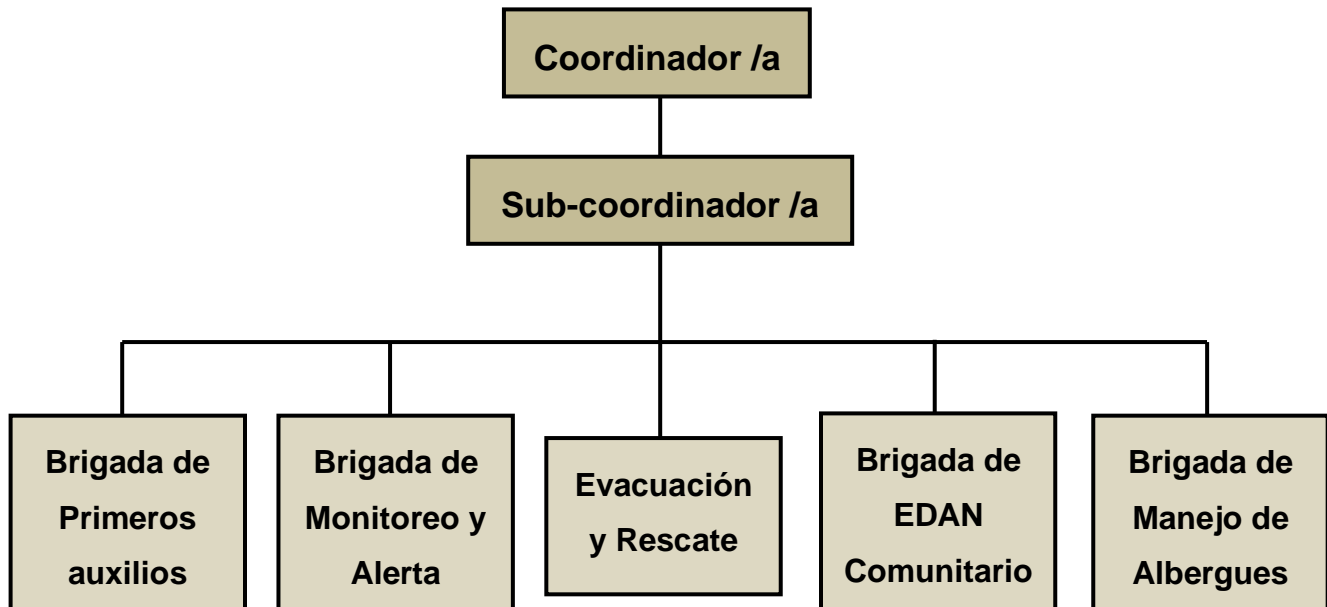 Coordinador /a
Sub-coordinador /a
Brigada de
Primeros
auxilios
Brigada de
Monitoreo y
Alerta
Evacuación
y Rescate
Brigada de
EDAN
Comunitario
Brigada de
Manejo de
Albergues